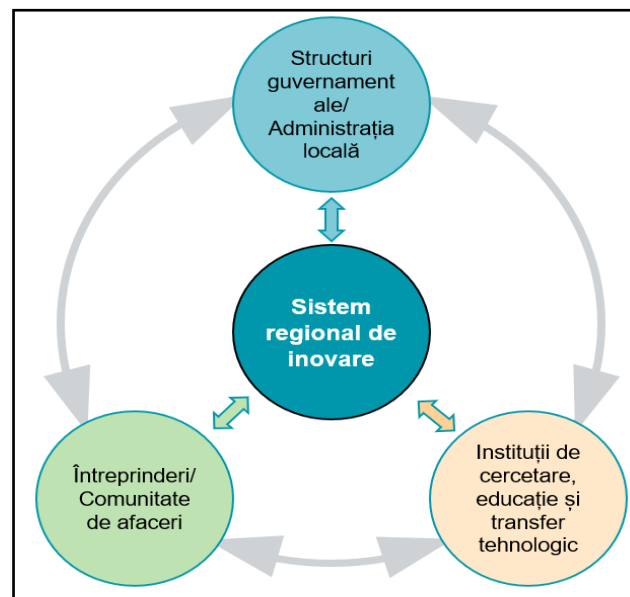 Structuri
guvernament
ale/
Administrația
locală
Sistem
regional de
inovare
Întreprinderi/
Comunitate
de afaceri
Instituții de
cercetare,
educație și
transfer
tehnologic